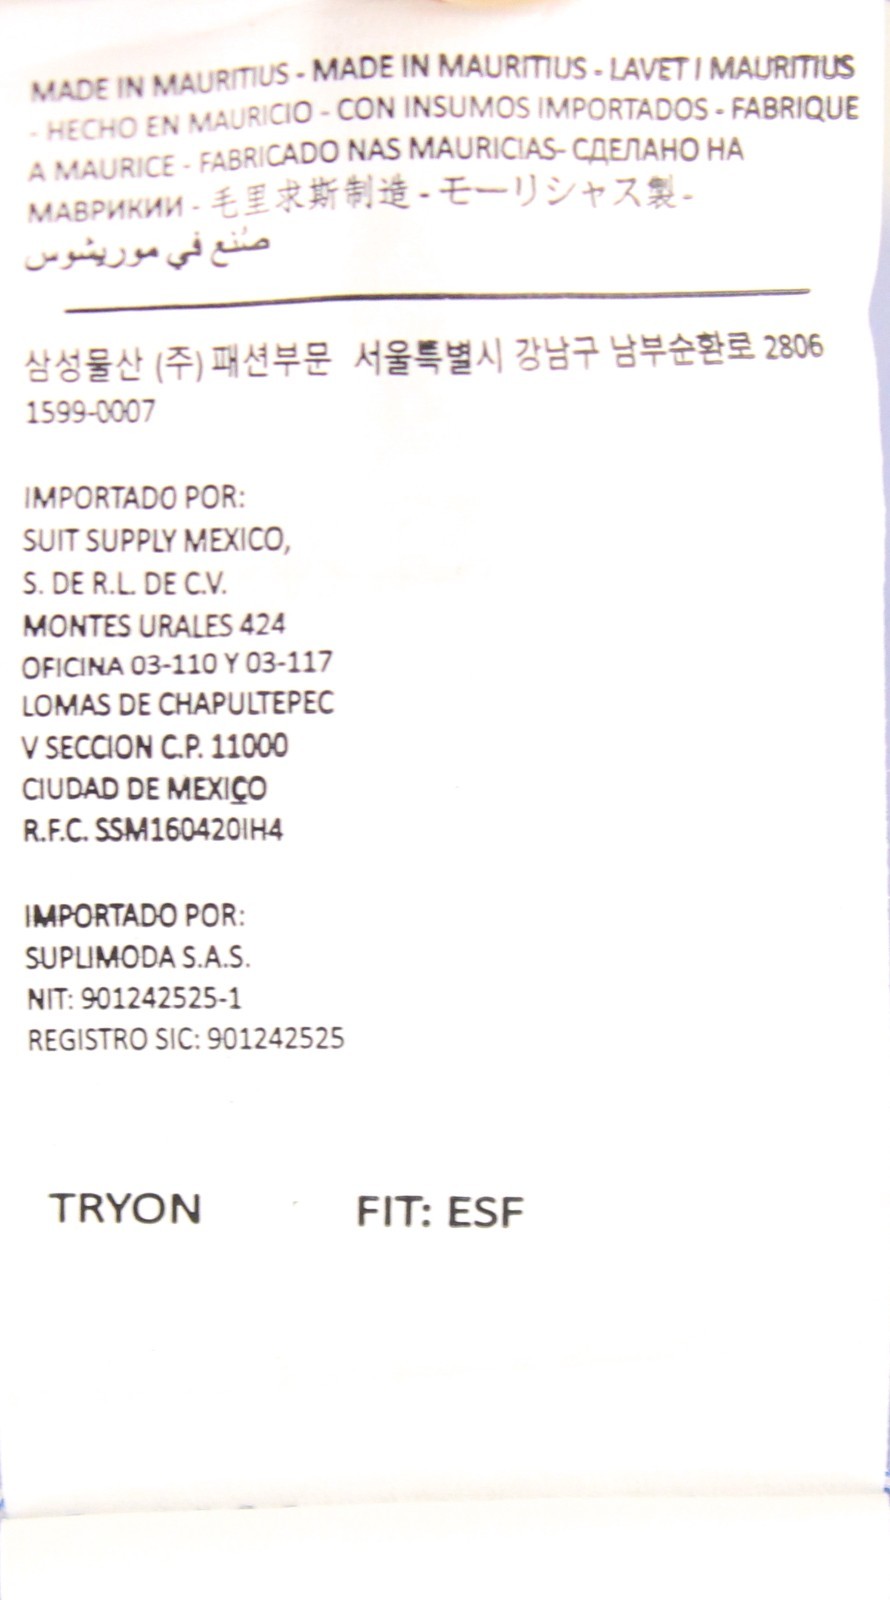 MADE IN MAURITIUS - MADE IN MAURITIUS - LAVET I MAURITIUS
- HECHO EN MAURICIO - CON INSUMOS IMPORTADOS - FABRIQUE
A MAURICE - FABRICADO NAS MAURICIAS- СДЕЛАНО НА
МАВРИКИИ - 毛里求斯制造 - モーリシャス製 -
صُنع في موريشوس
삼성물산 (주) 패션부문 서울특별시 강남구 남부순환로 2806
1599-0007
IMPORTADO POR:
SUIT SUPPLY MEXICO,
S. DE R.L. DE C.V.
MONTES URALES 424
OFICINA 03-110 Y 03-117
LOMAS DE CHAPULTEPEC
V SECCION C.P. 11000
CIUDAD DE MEXICO
R.F.C. SSM160420IH4
IMPORTADO POR:
SUPLIMODA S.A.S.
NIT: 901242525-1
REGISTRO SIC: 901242525
TRYON FIT: ESF